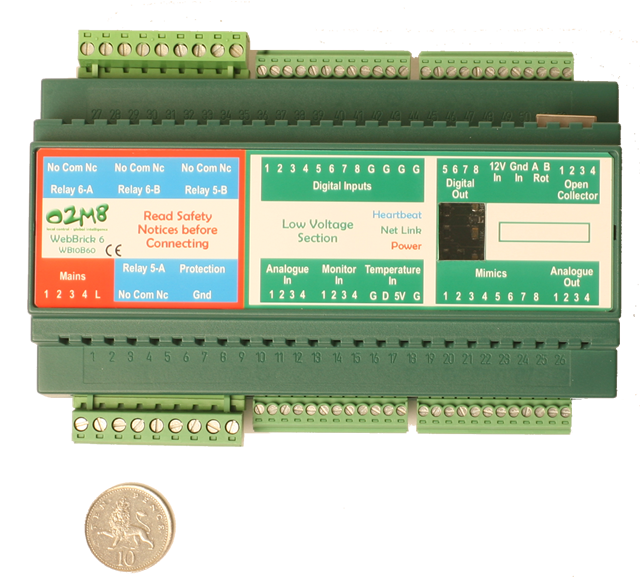 No Com Nc No Com Nc No Com Nc
Relay 6-A Relay 6-B Relay 5-B
O2M8
WebBrick 6
WB10B60
CE
Read Safety
Notices before
Connecting
Mains
1 2 3 4 L
Relay 5-A Protection
No Com Nc Gnd
1 2 3 4 5 6 7 8 G G G G
Digital Inputs
Low Voltage
Section
Heartbeat
Net Link
Power
Analogue
In
1 2 3 4
Monitor
In
1 2 3 4
Temperature
In
G D 5V G
5 6 7 8
Digital
Out
12V
In
Gnd
In
A B
Rot
1 2 3 4
Open
Collector
Mimics
1 2 3 4 5 6 7 8
Analogue
Out
1 2 3 4
1 2 3 4 5 6 7 8 9 10 11 12 13 14 15 16 17 18 19 20 21 22 23 24 25 26
TEN PENCE
10